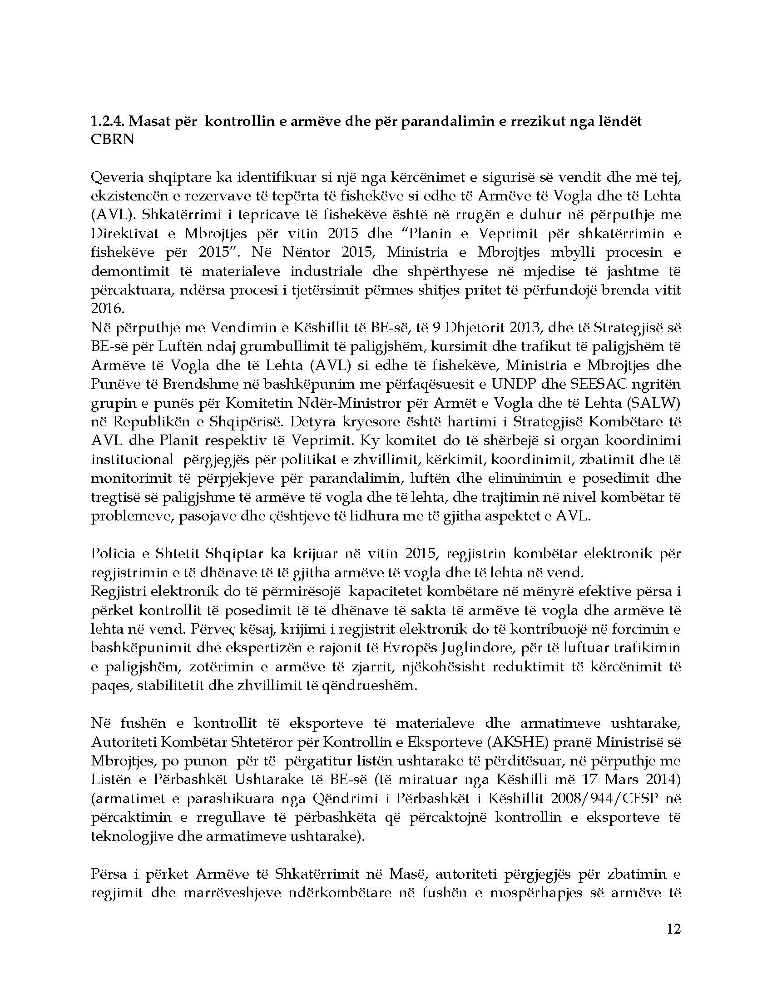 1.2.4. Masat për  kontrollin e armëve dhe për parandalimin e rrezikut nga lëndët
CBRN
Qeveria shqiptare ka identifikuar si një nga kërcënimet e sigurisë së vendit dhe më tej,
ekzistencën e rezervave të tepërta të fishekëve si edhe të Armëve të Vogla dhe të Lehta
(AVL). Shkatërrimi i tepricave të fishekëve është në rrugën e duhur në përputhje me
Direktivat e Mbrojtjes për vitin 2015 dhe “Planin e Veprimit për shkatërrimin e
fishekëve për 2015”. Në Nëntor 2015, Ministria e Mbrojtjes mbylli procesin e
demontimit të materialeve industriale dhe shpërthyese në mjedise të jashtme të
përcaktuara, ndërsa procesi i tjetërsimit përmes shitjes pritet të përfundojë brenda vitit
2016.
Në përputhje me Vendimin e Këshillit të BE-së, të 9 Dhjetorit 2013, dhe të Strategjisë së
BE-së për Luftën ndaj grumbullimit të paligjshëm, kursimit dhe trafikut të paligjshëm të
Armëve të Vogla dhe të Lehta (AVL) si edhe të fishekëve, Ministria e Mbrojtjes dhe
Punëve të Brendshme në bashkëpunim me përfaqësuesit e UNDP dhe SEESAC ngritën
grupin e punës për Komitetin Ndër-Ministror për Armët e Vogla dhe të Lehta (SALW)
në Republikën e Shqipërisë. Detyra kryesore është hartimi i Strategjisë Kombëtare të
AVL dhe Planit respektiv të Veprimit. Ky komitet do të shërbejë si organ koordinimi
institucional  përgjegjës për politikat e zhvillimit, kërkimit, koordinimit, zbatimit dhe të
monitorimit të përpjekjeve për parandalimin, luftën dhe eliminimin e posedimit dhe
tregtisë së paligjshme të armëve të vogla dhe të lehta, dhe trajtimin në nivel kombëtar të
problemeve, pasojave dhe çështjeve të lidhura me të gjitha aspektet e AVL.
Policia e Shtetit Shqiptar ka krijuar në vitin 2015, regjistrin kombëtar elektronik për
regjistrimin e të dhënave të të gjitha armëve të vogla dhe të lehta në vend.
Regjistri elektronik do të përmirësojë  kapacitetet kombëtare në mënyrë efektive përsa i
përket kontrollit të posedimit të të dhënave të sakta të armëve të vogla dhe armëve të
lehta në vend. Përveç kësaj, krijimi i regjistrit elektronik do të kontribuojë në forcimin e
bashkëpunimit dhe ekspertizën e rajonit të Evropës Juglindore, për të luftuar trafikimin
e paligjshëm, zotërimin e armëve të zjarrit, njëkohësisht reduktimit të kërcënimit të
paqes, stabilitetit dhe zhvillimit të qëndrueshëm.
Në fushën e kontrollit të eksporteve të materialeve dhe armatimeve ushtarake,
Autoriteti Kombëtar Shtetëror për Kontrollin e Eksporteve (AKSHE) pranë Ministrisë së
Mbrojtjes, po punon  për të  përgatitur listën ushtarake të përditësuar, në përputhje me
Listën e Përbashkët Ushtarake të BE-së (të miratuar nga Këshilli më 17 Mars 2014)
(armatimet e parashikuara nga Qëndrimi i Përbashkët i Këshillit 2008/944/CFSP në
përcaktimin e rregullave të përbashkëta që përcaktojnë kontrollin e eksporteve të
teknologjive dhe armatimeve ushtarake).
Përsa i përket Armëve të Shkatërrimit në Masë, autoriteti përgjegjës për zbatimin e
regjimit dhe marrëveshjeve ndërkombëtare në fushën e mospërhapjes së armëve të
12